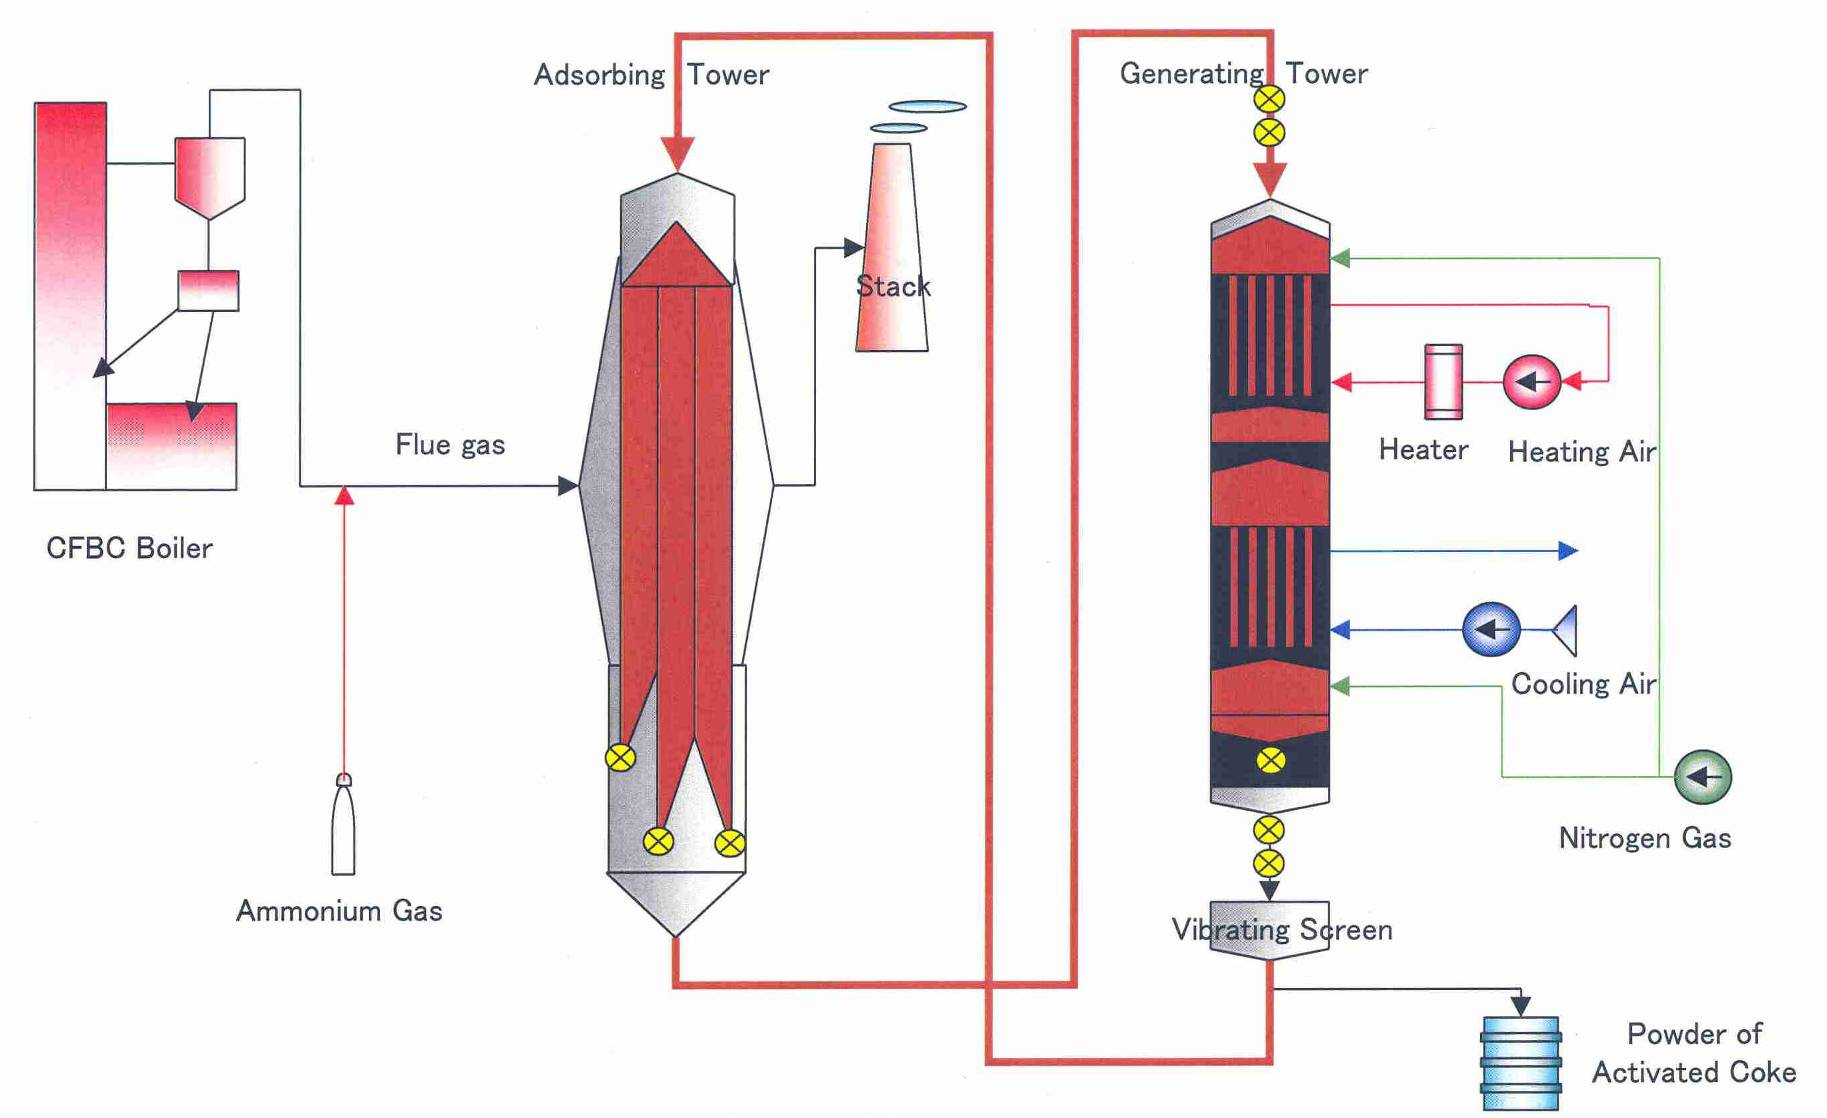 Adsorbing Tower
Generating Tower
Stack
Flue gas
Heater
Heating Air
CFBC Boiler
Cooling Air
Nitrogen Gas
Ammonium Gas
Vibrating Screen
Powder of
Activated Coke